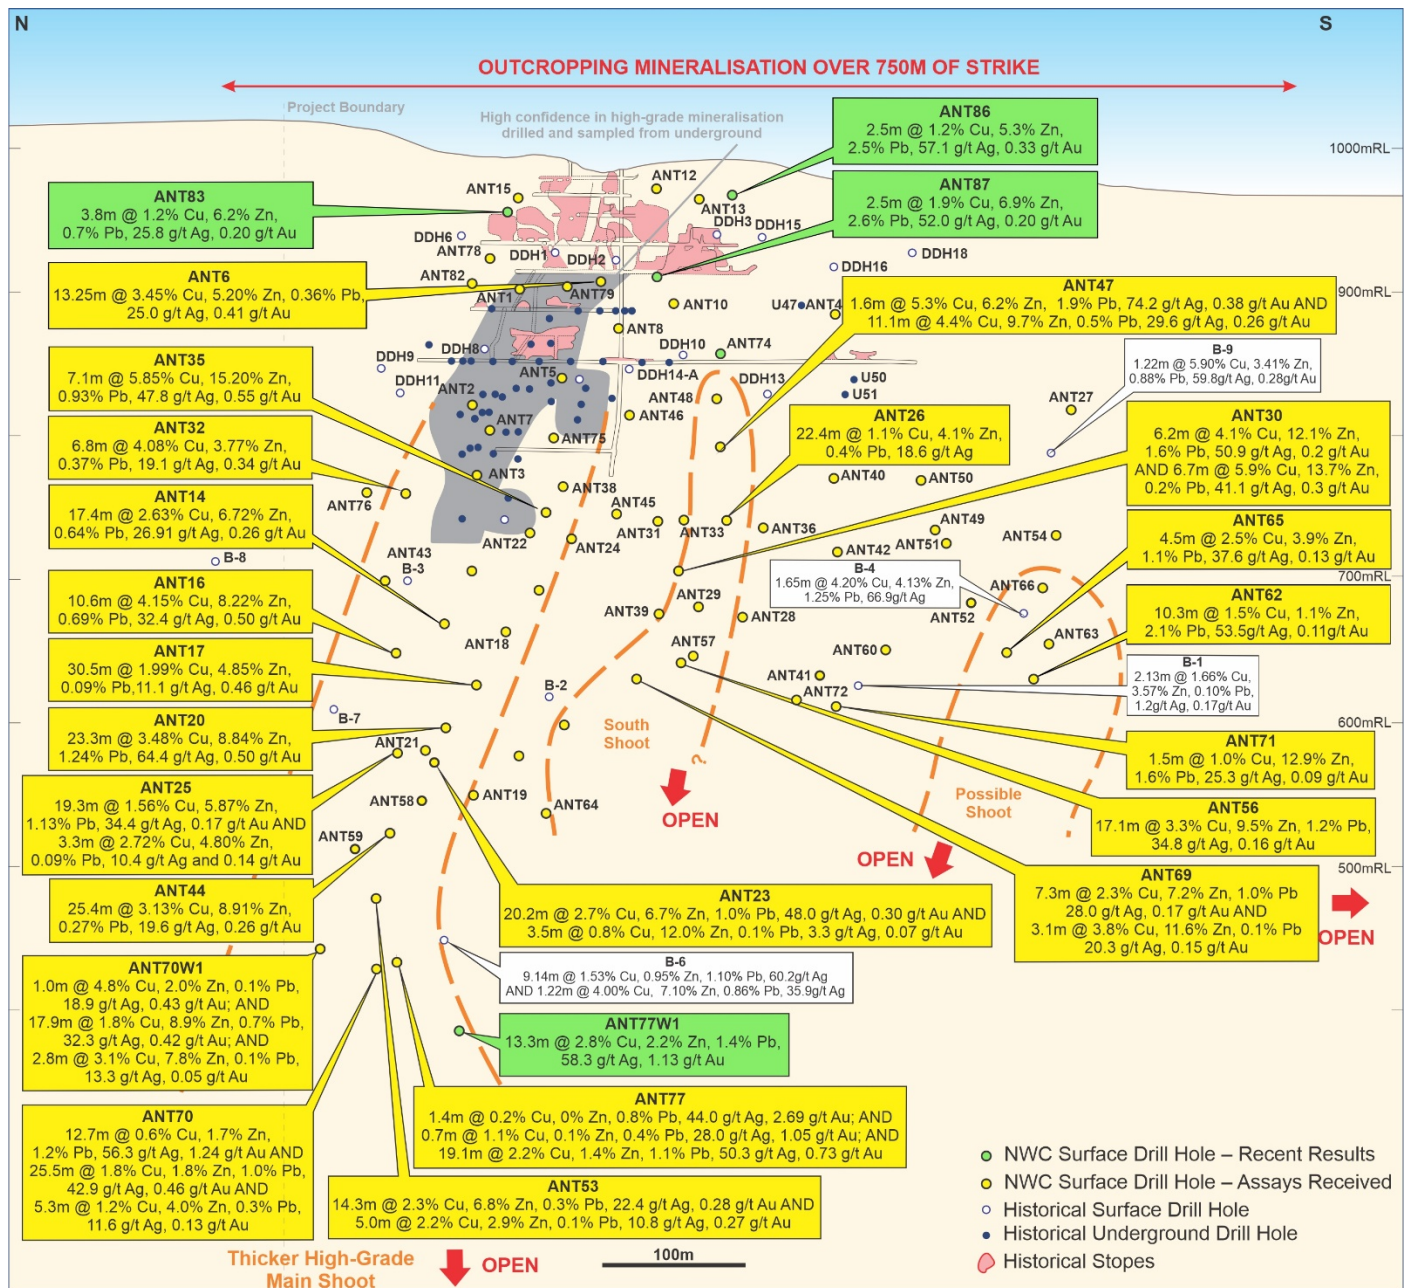 N
S
OUTCROPPING MINERALISATION OVER 750M OF STRIKE
Project Boundary
High confidence in high-grade mineralisation
drilled and sampled from underground
ANT86
2.5m @ 1.2% Cu, 5.3% Zn,
2.5% Pb, 57.1 g/t Ag, 0.33 g/t Au
1000mRL
ANT83
3.8m @ 1.2% Cu, 6.2% Zn,
0.7% Pb, 25.8 g/t Ag, 0.20 g/t Au
ANT87
2.5m @ 1.9% Cu, 6.9% Zn,
2.6% Pb, 52.0 g/t Ag, 0.20 g/t Au
ANT15
ANT12
ANT13
DDH3
DDH15
DDH6
ANT78
DDH1
DDH2
DDH18
DDH16
ANT82
ANT1
ANT79
ANT10
U47
ANT4
900mRL
ANT6
13.25m @ 3.45% Cu, 5.20% Zn, 0.36% Pb,
25.0 g/t Ag, 0.41 g/t Au
ANT47
1.6m @ 5.3% Cu, 6.2% Zn, 1.9% Pb, 74.2 g/t Ag, 0.38 g/t Au AND
11.1m @ 4.4% Cu, 9.7% Zn, 0.5% Pb, 29.6 g/t Ag, 0.26 g/t Au
ANT8
DDH8
DDH10
ANT74
DDH9
DDH11
ANT5
DDH14-A
DDH13
U50
U51
ANT2
ANT48
ANT46
ANT27
B-9
1.22m @ 5.90% Cu, 3.41% Zn,
0.88% Pb, 59.8g/t Ag, 0.28g/t Au
ANT35
7.1m @ 5.85% Cu, 15.20% Zn,
0.93% Pb, 47.8 g/t Ag, 0.55 g/t Au
ANT7
ANT75
ANT26
22.4m @ 1.1% Cu, 4.1% Zn,
0.4% Pb, 18.6 g/t Ag
ANT30
6.2m @ 4.1% Cu, 12.1% Zn,
1.6% Pb, 50.9 g/t Ag, 0.2 g/t Au
AND 6.7m @ 5.9% Cu, 13.7% Zn,
0.2% Pb, 41.1 g/t Ag, 0.3 g/t Au
ANT32
6.8m @ 4.08% Cu, 3.77% Zn,
0.37% Pb, 19.1 g/t Ag, 0.34 g/t Au
ANT3
ANT76
ANT38
ANT45
ANT40
ANT50
ANT14
17.4m @ 2.63% Cu, 6.72% Zn,
0.64% Pb, 26.91 g/t Ag, 0.26 g/t Au
ANT22
ANT24
ANT31
ANT33
ANT36
ANT49
ANT51
ANT54
ANT42
ANT65
4.5m @ 2.5% Cu, 3.9% Zn,
1.1% Pb, 37.6 g/t Ag, 0.13 g/t Au
B-8
ANT43
B-3
B-4
1.65m @ 4.20% Cu, 4.13% Zn,
1.25% Pb, 66.9g/t Ag
ANT66
700mRL
ANT16
10.6m @ 4.15% Cu, 8.22% Zn,
0.69% Pb, 32.4 g/t Ag, 0.50 g/t Au
ANT39
ANT29
ANT28
ANT52
ANT62
10.3m @ 1.5% Cu, 1.1% Zn,
2.1% Pb, 53.5g/t Ag, 0.11g/t Au
ANT18
ANT57
ANT60
ANT63
ANT17
30.5m @ 1.99% Cu, 4.85% Zn,
0.09% Pb,11.1 g/t Ag, 0.46 g/t Au
ANT41
ANT72
B-1
2.13m @ 1.66% Cu,
3.57% Zn, 0.10% Pb,
1.2g/t Ag, 0.17g/t Au
B-2
B-7
ANT20
23.3m @ 3.48% Cu, 8.84% Zn,
1.24% Pb, 64.4 g/t Ag, 0.50 g/t Au
South
Shoot
600mRL
ANT21
?
ANT71
1.5m @ 1.0% Cu, 12.9% Zn,
1.6% Pb, 25.3 g/t Ag, 0.09 g/t Au
ANT25
19.3m @ 1.56% Cu, 5.87% Zn,
1.13% Pb, 34.4 g/t Ag, 0.17 g/t Au AND
3.3m @ 2.72% Cu, 4.80% Zn,
0.09% Pb, 10.4 g/t Ag and 0.14 g/t Au
ANT58
ANT19
ANT64
OPEN
Possible
Shoot
ANT56
17.1m @ 3.3% Cu, 9.5% Zn, 1.2% Pb,
34.8 g/t Ag, 0.16 g/t Au
ANT59
OPEN
500mRL
ANT44
25.4m @ 3.13% Cu, 8.91% Zn,
0.27% Pb, 19.6 g/t Ag, 0.26 g/t Au
ANT23
20.2m @ 2.7% Cu, 6.7% Zn, 1.0% Pb, 48.0 g/t Ag, 0.30 g/t Au AND
3.5m @ 0.8% Cu, 12.0% Zn, 0.1% Pb, 3.3 g/t Ag, 0.07 g/t Au
ANT69
7.3m @ 2.3% Cu, 7.2% Zn, 1.0% Pb
28.0 g/t Ag, 0.17 g/t Au AND
3.1m @ 3.8% Cu, 11.6% Zn, 0.1% Pb
20.3 g/t Ag, 0.15 g/t Au
OPEN
ANT70W1
1.0m @ 4.8% Cu, 2.0% Zn, 0.1% Pb,
18.9 g/t Ag, 0.43 g/t Au; AND
17.9m @ 1.8% Cu, 8.9% Zn, 0.7% Pb,
32.3 g/t Ag, 0.42 g/t Au; AND
2.8m @ 3.1% Cu, 7.8% Zn, 0.1% Pb,
13.3 g/t Ag, 0.05 g/t Au
B-6
9.14m @ 1.53% Cu, 0.95% Zn, 1.10% Pb, 60.2g/t Ag
AND 1.22m @ 4.00% Cu, 7.10% Zn, 0.86% Pb, 35.9g/t Ag
ANT77W1
13.3m @ 2.8% Cu, 2.2% Zn, 1.4% Pb,
58.3 g/t Ag, 1.13 g/t Au
ANT70
12.7m @ 0.6% Cu, 1.7% Zn,
1.2% Pb, 56.3 g/t Ag, 1.24 g/t Au AND
25.5m @ 1.8% Cu, 1.8% Zn, 1.0% Pb,
42.9 g/t Ag, 0.46 g/t Au AND
5.3m @ 1.2% Cu, 4.0% Zn, 0.3% Pb,
11.6 g/t Ag, 0.13 g/t Au
ANT77
1.4m @ 0.2% Cu, 0% Zn, 0.8% Pb, 44.0 g/t Ag, 2.69 g/t Au; AND
0.7m @ 1.1% Cu, 0.1% Zn, 0.4% Pb, 28.0 g/t Ag, 1.05 g/t Au; AND
19.1m @ 2.2% Cu, 1.4% Zn, 1.1% Pb, 50.3 g/t Ag, 0.73 g/t Au
ANT53
14.3m @ 2.3% Cu, 6.8% Zn, 0.3% Pb, 22.4 g/t Ag, 0.28 g/t Au AND
5.0m @ 2.2% Cu, 2.9% Zn, 0.1% Pb, 10.8 g/t Ag, 0.27 g/t Au
NWC Surface Drill Hole – Recent Results
NWC Surface Drill Hole – Assays Received
Historical Surface Drill Hole
Historical Underground Drill Hole
Historical Stopes
Thicker High-Grade
Main Shoot
OPEN
100m